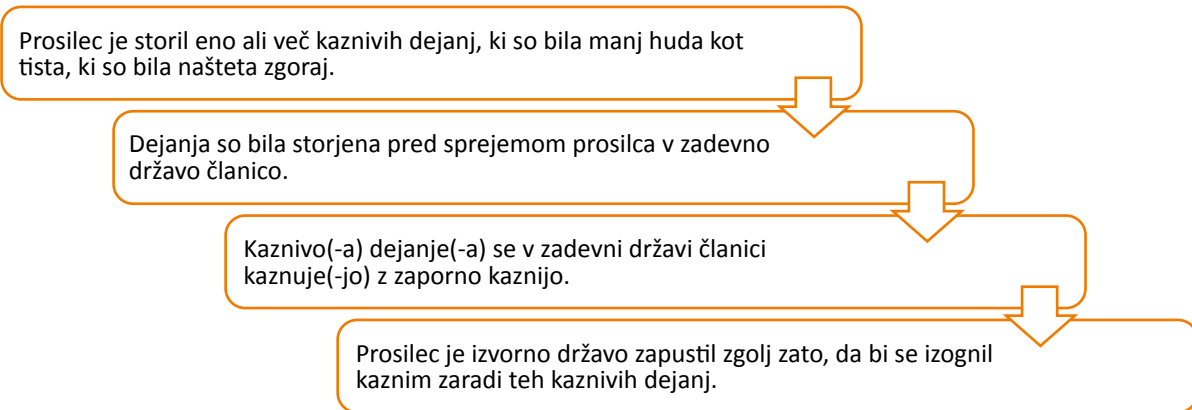 Prosilec je storil eno ali več kaznivih dejanj, ki so bila manj huda kot
tista, ki so bila našteta zgoraj.
Dejanja so bila storjena pred sprejemom prosilca v zadevno
državo članico.
Kaznivo(-a) dejanje(-a) se v zadevni državi članici
kaznuje(-jo) z zaporno kaznijo.
Prosilec je izvorno državo zapustil zgolj zato, da bi se izognil
kaznim zaradi teh kaznivih dejanj.